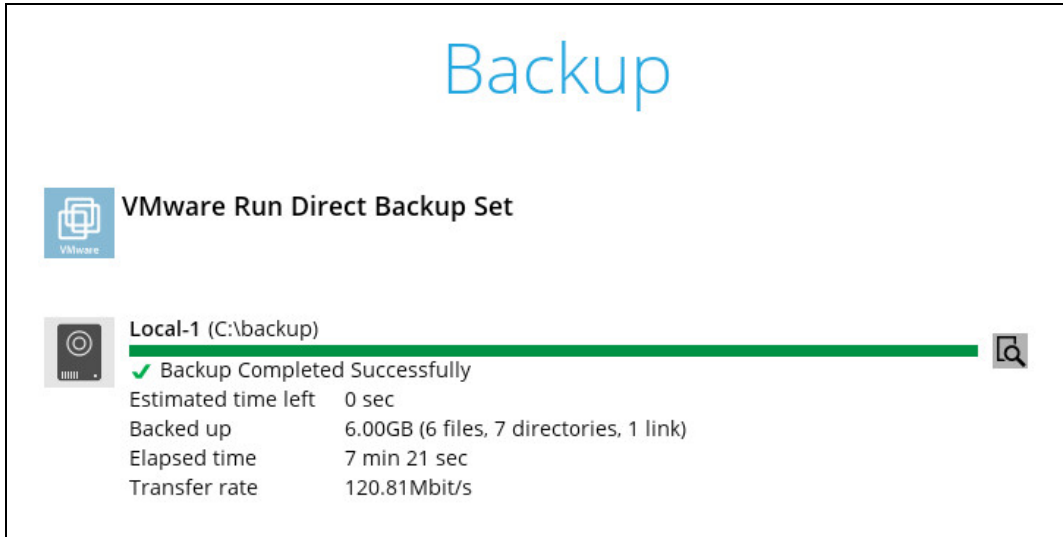 Backup
VMware
VMware Run Direct Backup Set
Local-1 (C:\backup)
Backup Completed Successfully
Estimated time left 0 sec
Backed up 6.00GB (6 files, 7 directories, 1 link)
Elapsed time 7 min 21 sec
Transfer rate 120.81Mbit/s